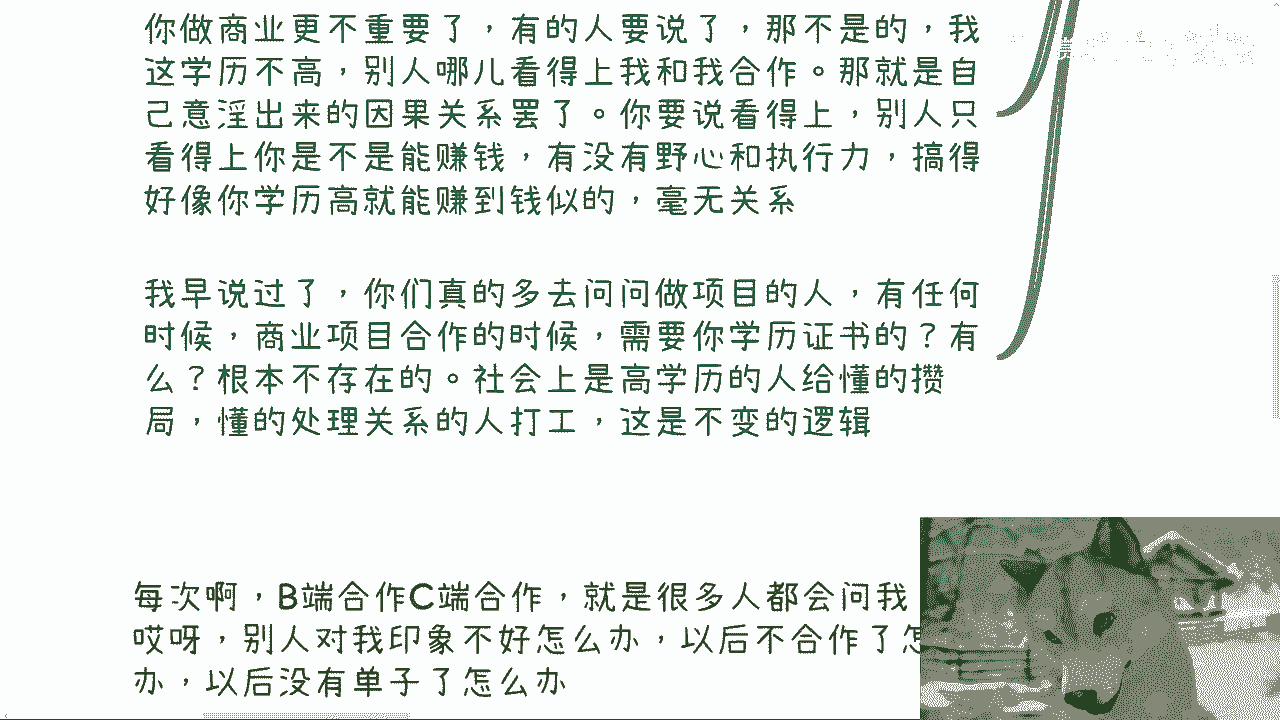 你做商业更不重要了，有的人要说了，那不是的，我
这学历不高，别人哪儿看得上我和我合作。那就是自
己意淫出来的因果关系罢了。你要说看得上，别人只
看得上你是不是能赚钱，有没有野心和执行力，搞得
好像你学历高就能赚到钱似的，毫无关系
我早说过了，你们真的多去问问做项目的人，有任何
时候，商业项目合作的时候，需要你学历证书的？有
么？根本不存在的。社会上是高学历的人给懂的攒
局，懂的处理关系的人打工，这是不变的逻辑
每次啊，B端合作C端合作，就是很多人都会问我
哎呀，别人对我印象不好怎么办，以后不合作了怎
办，以后没有单子了怎么办